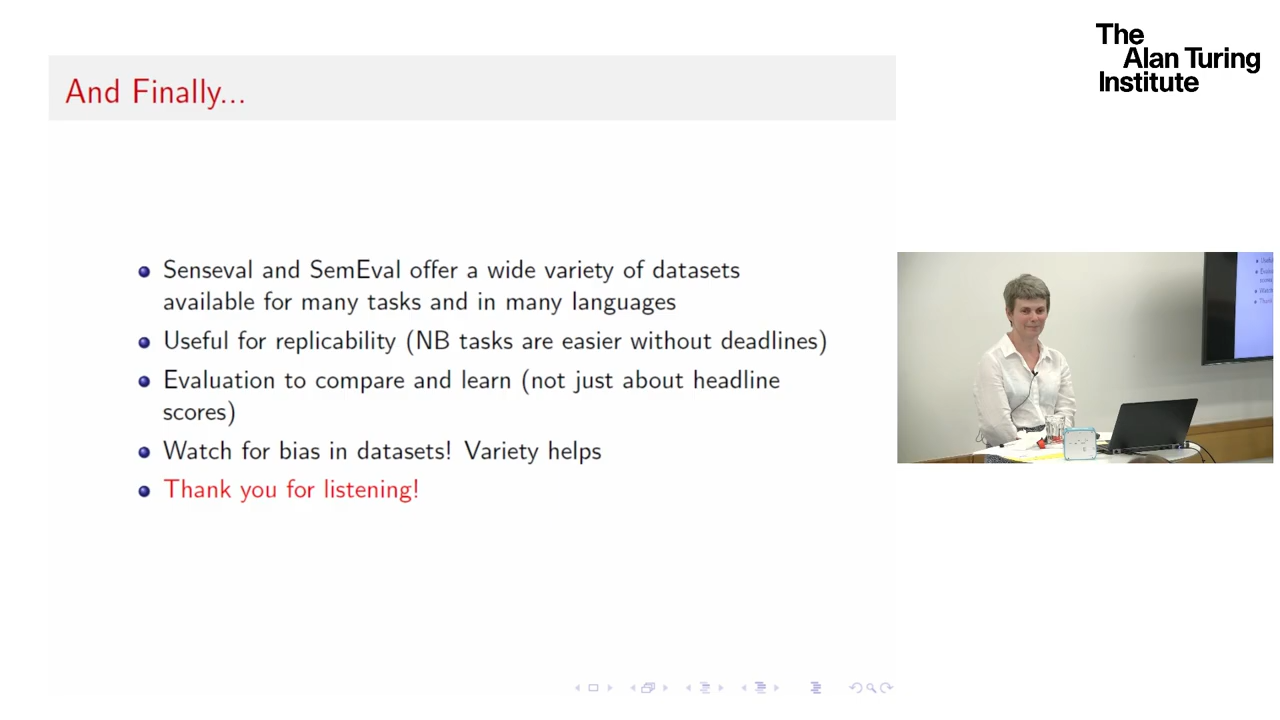 The
Alan Turing
Institute
And Finally...
Senseval and SemEval offer a wide variety of datasets
available for many tasks and in many languages
Useful for replicability (NB tasks are easier without deadlines)
Evaluation to compare and learn (not just about headline
scores)
Watch for bias in datasets! Variety helps
Thank you for listening!